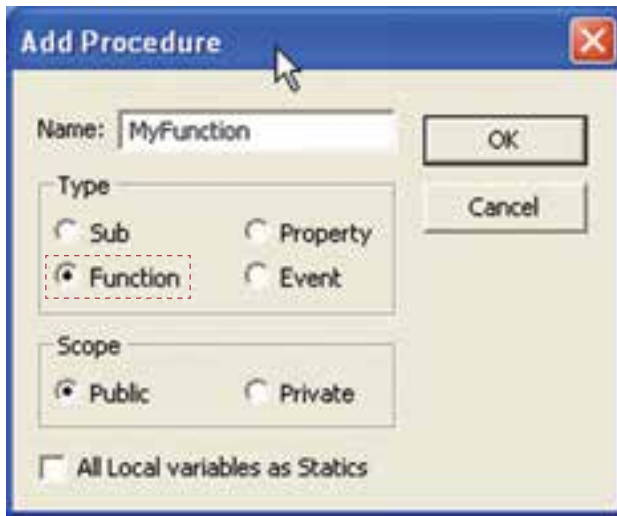 Add Procedure
Name: MyFunction
OK
Cancel
Type
Sub
Property
Function
Event
Scope
Public
Private
All Local variables as Statics